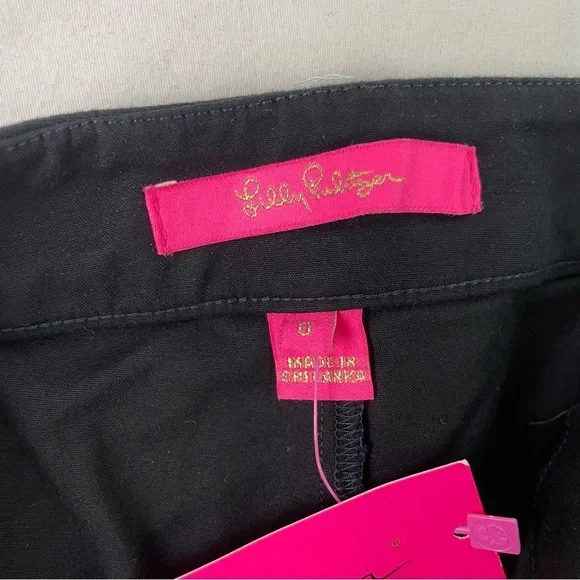 Lilly Pulitzer
0
MADE IN
SRI LANKA
®